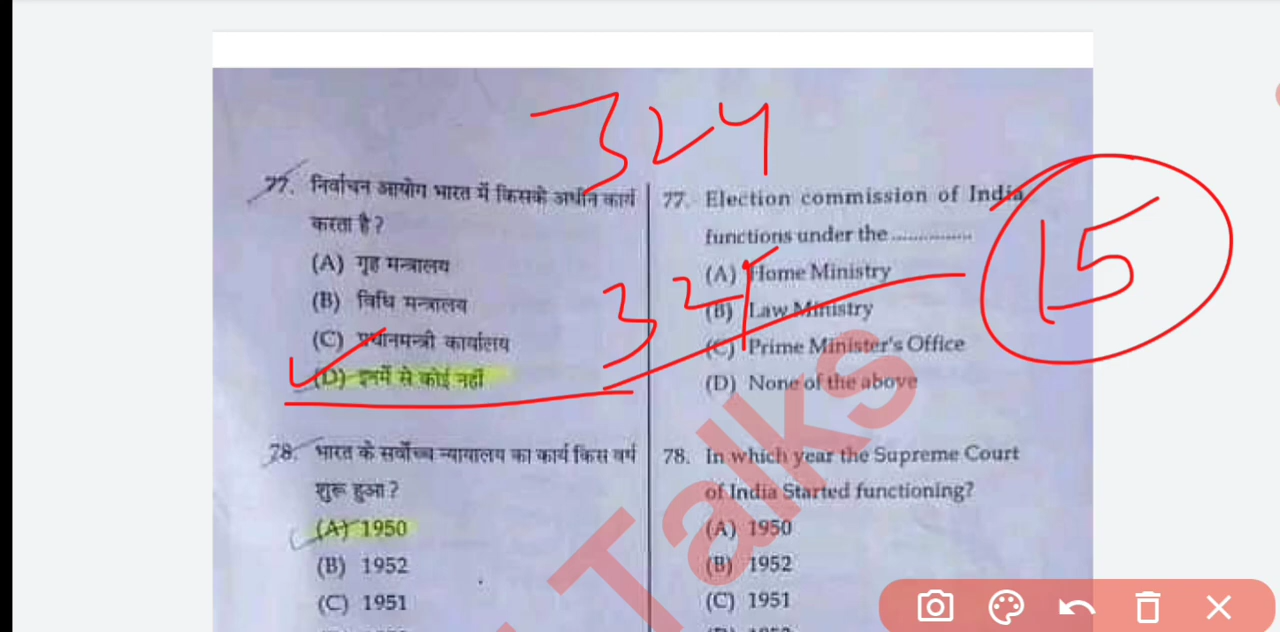 324
77. निर्वाचन आयोग भारत में किसके अधीन कार्य
करता है?
(A) गृह मन्त्रालय
(B) विधि मन्त्रालय
(C) प्रधानमन्त्री कार्यालय
(D) इनमें से कोई नहीं
78. भारत के सर्वोच्च न्यायालय का कार्य किस वर्ष
शुरू हुआ?
(A) 1950
(B) 1952
(C) 1951
324
77. Election commission of India
functions under the ................
(A) Home Ministry
(B) Law Ministry
(C) Prime Minister's Office
(D) None of the above
78. In which year the Supreme Court
of India Started functioning?
(A) 1950
(B) 1952
(C) 1951
15
Talks